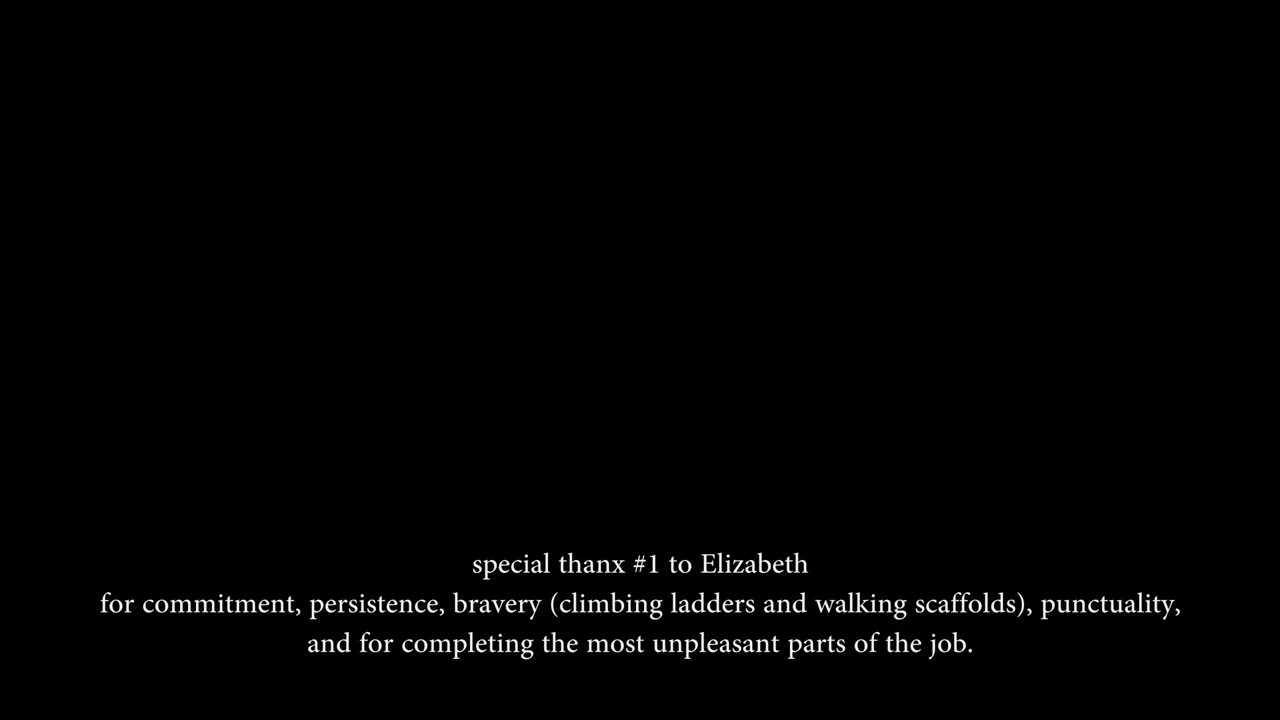 special thanx #1 to Elizabeth
for commitment, persistence, bravery (climbing ladders and walking scaffolds), punctuality,
and for completing the most unpleasant parts of the job.